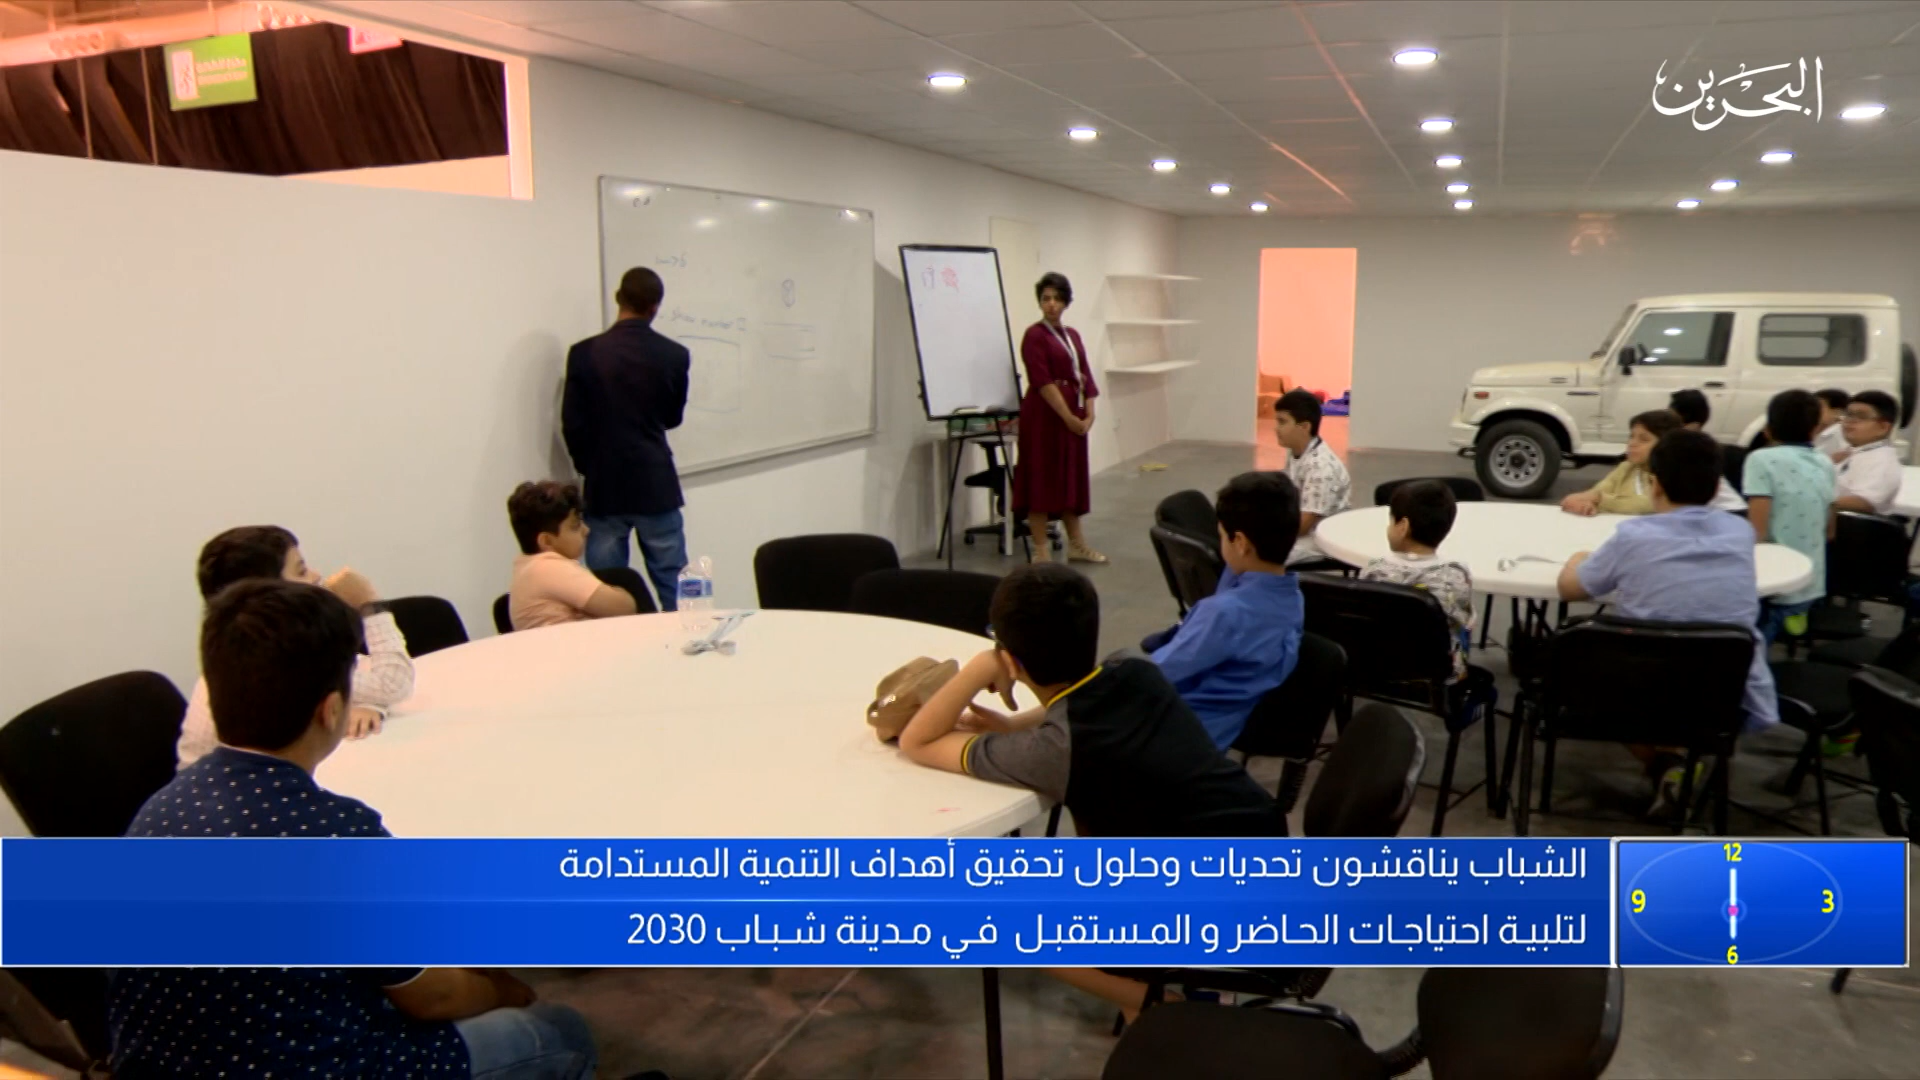 البحرين
الشباب يناقشون تحديات وحلول تحقيق أهداف التنمية المستدامة
لتلبية احتياجات الحاضر و المستقبل في مدينة شباب 2030
12
9
3
6